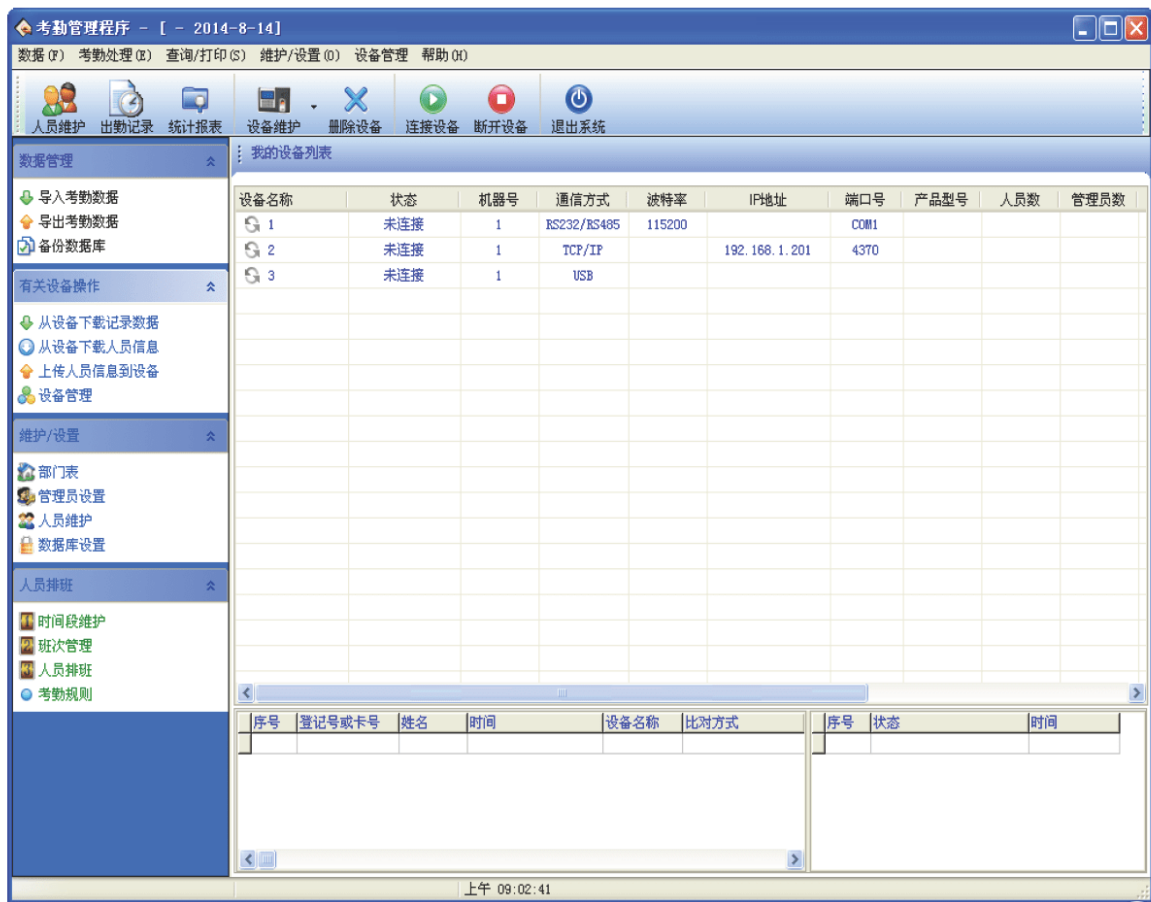 考勤管理程序 - [ - 2014-8-14]
数据(F) 考勤处理(E) 查询/打印(S) 维护/设置(O) 设备管理 帮助(H)
人员维护 出勤记录 统计报表 设备维护 删除设备 连接设备 断开设备 退出系统
数据管理
导入考勤数据
导出考勤数据
备份数据库
有关设备操作
从设备下载记录数据
从设备下载人员信息
上传人员信息到设备
设备管理
维护/设置
部门表
管理员设置
人员维护
数据库设置
人员排班
1 时间段维护
2 班次管理
3 人员排班
考勤规则
我的设备列表
设备名称 状态 机器号 通信方式 波特率 IP地址 端口号 产品型号 人员数 管理员数
1 未连接 1 RS232/RS485 115200 COM1
2 未连接 1 TCP/IP 192.168.1.201 4370
3 未连接 1 USB
序号 登记号或卡号 姓名 时间 设备名称 比对方式
序号 状态 时间
上午 09:02:41